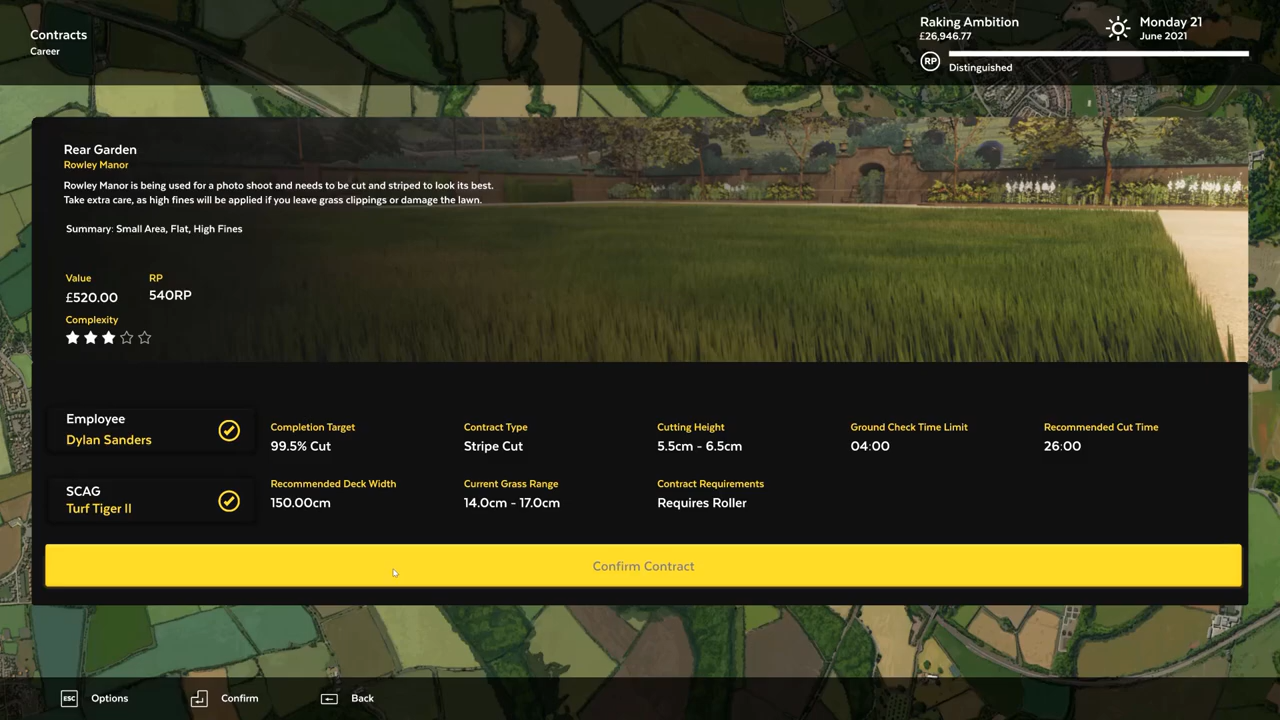 Contracts
Career
Raking Ambition
£26,946.77
Monday 21
June 2021
RP
Distinguished
Rear Garden
Rowley Manor
Rowley Manor is being used for a photo shoot and needs to be cut and striped to look its best.
Take extra care, as high fines will be applied if you leave grass clippings or damage the lawn.
Summary: Small Area, Flat, High Fines
Value
£520.00
RP
540RP
Complexity
Employee
Dylan Sanders
Completion Target
99.5% Cut
Contract Type
Stripe Cut
Cutting Height
5.5cm - 6.5cm
Ground Check Time Limit
04:00
Recommended Cut Time
26:00
SCAG
Turf Tiger II
Recommended Deck Width
150.00cm
Current Grass Range
14.0cm - 17.0cm
Contract Requirements
Requires Roller
Confirm Contract
ESC Options
Confirm
Back